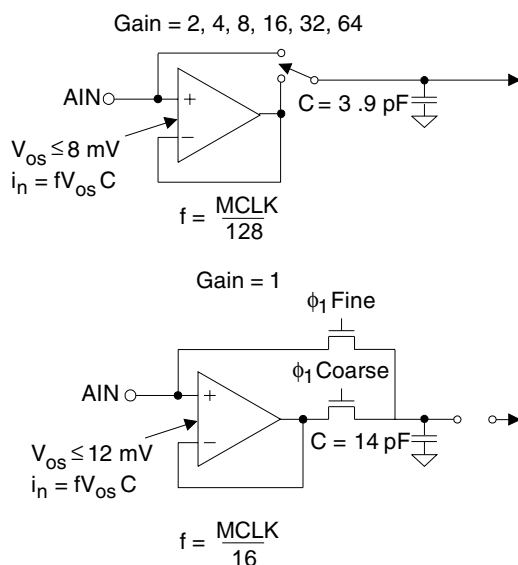 Gain = 2, 4, 8, 16, 32, 64
AIN
+
−
V_os ≤ 8 mV
i_n = fV_os C
C = 3 .9 pF
f = MCLK
128
Gain = 1
ϕ1 Fine
ϕ1 Coarse
AIN
+
−
V_os ≤ 12 mV
i_n = fV_os C
C = 14 pF
f = MCLK
16